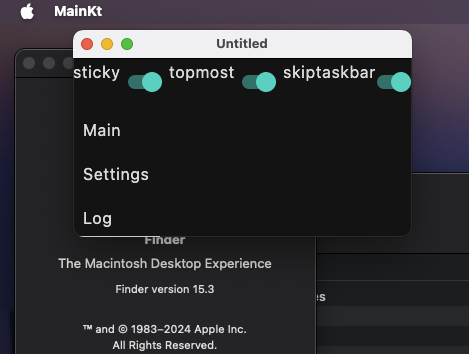 MainKt
Untitled
sticky topmost skiptaskbar
Main
Settings
Log
Finder
The Macintosh Desktop Experience
Finder version 15.3
™ and © 1983–2024 Apple Inc.
All Rights Reserved.